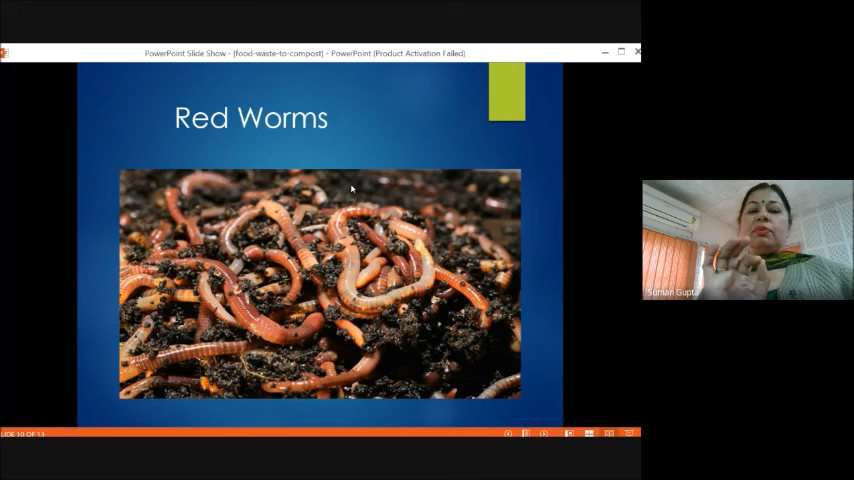 PowerPoint Slide Show - [food-waste-to-compost] - PowerPoint (Product Activation Failed)
Red Worms
Suman Gupta
SLIDE 10 OF 13